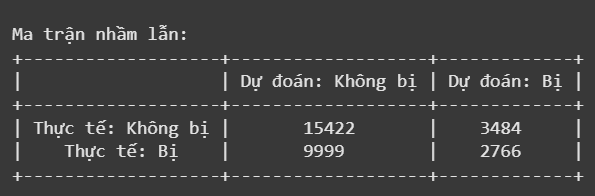 Ma trận nhầm lẫn:
+-------------------+--------------------+-------------+
| | Dự đoán: Không bị | Dự đoán: Bị |
+-------------------+--------------------+-------------+
| Thực tế: Không bị | 15422 | 3484 |
| Thực tế: Bị | 9999 | 2766 |
+-------------------+--------------------+-------------+